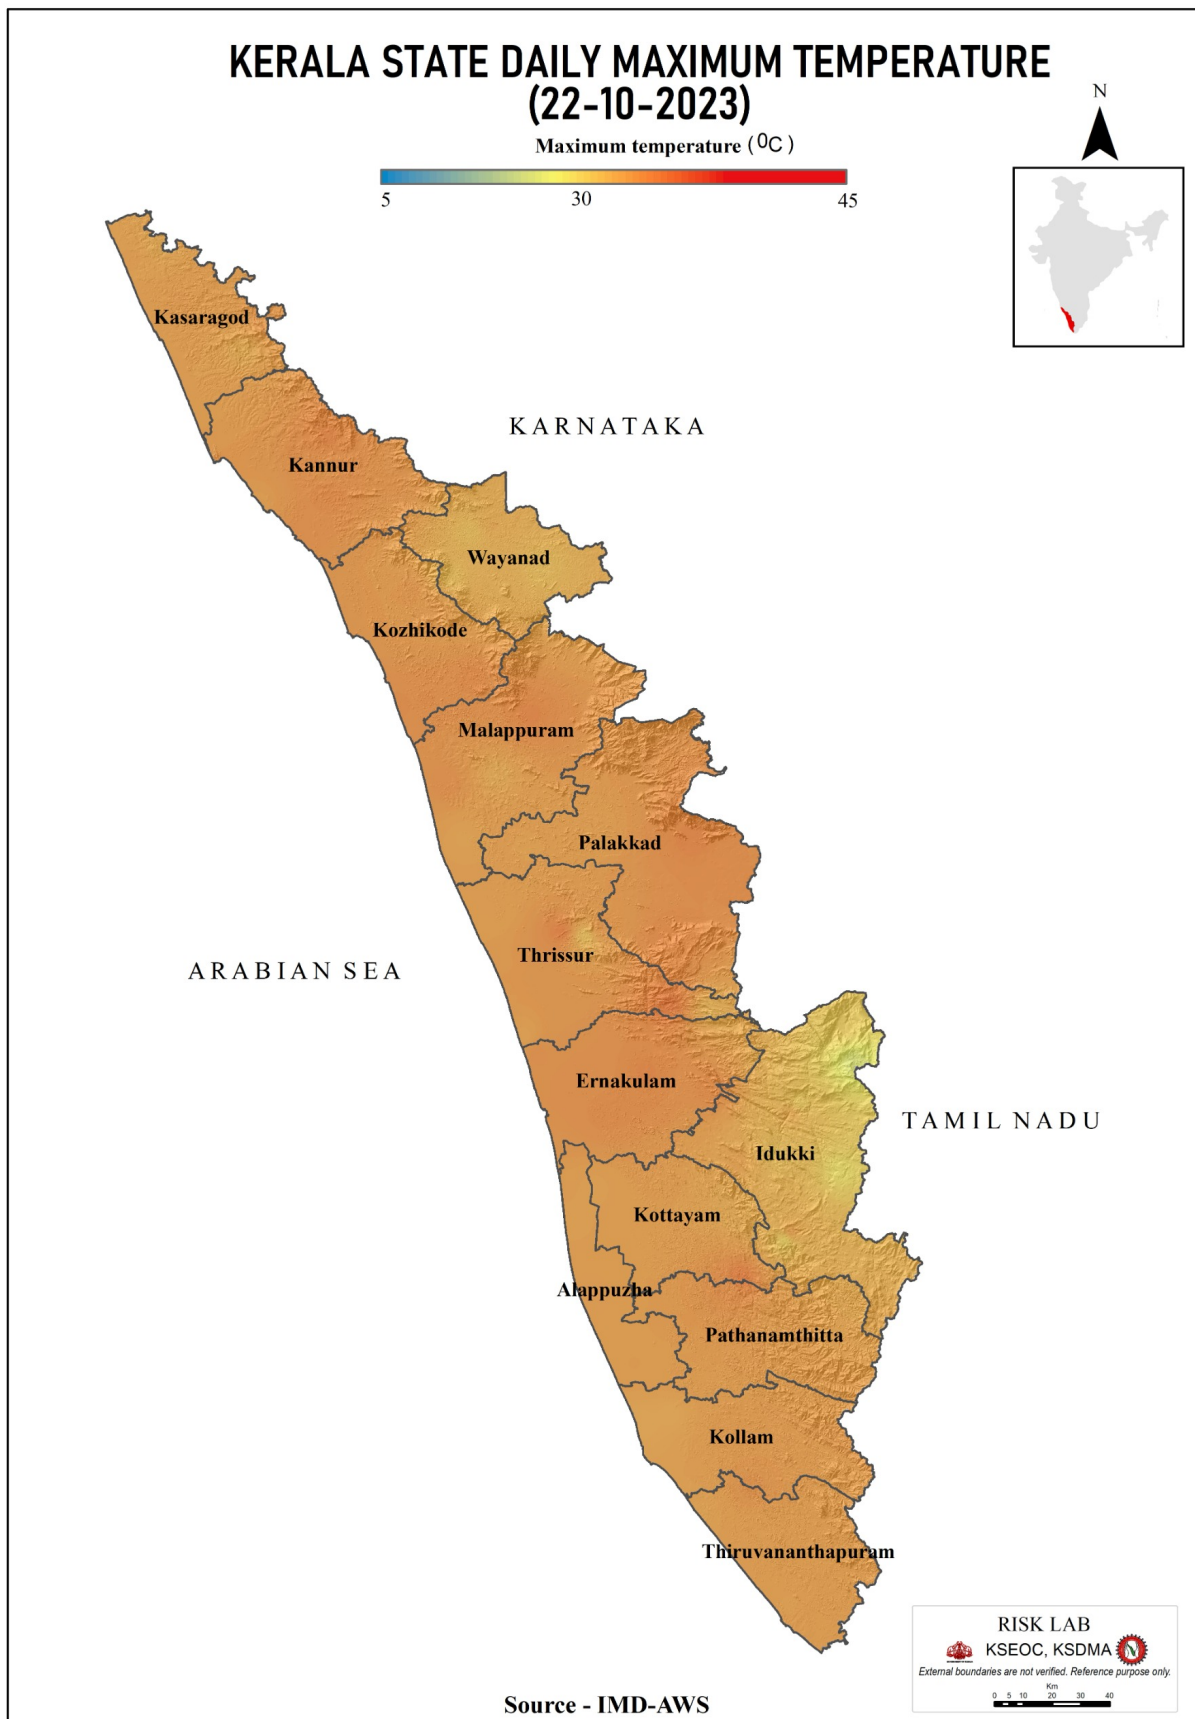 KERALA STATE DAILY MAXIMUM TEMPERATURE
(22-10-2023)
Maximum temperature (⁰C)
5 30 45
N
Kasaragod
KARNATAKA
Kannur
Wayanad
Kozhikode
Malappuram
Palakkad
Thrissur
ARABIAN SEA
Ernakulam
TAMIL NADU
Idukki
Kottayam
Alappuzha
Pathanamthitta
Kollam
Thiruvananthapuram
RISK LAB
KSEOC, KSDMA
External boundaries are not verified. Reference purpose only.
Km
0 5 10 20 30 40
Source - IMD-AWS